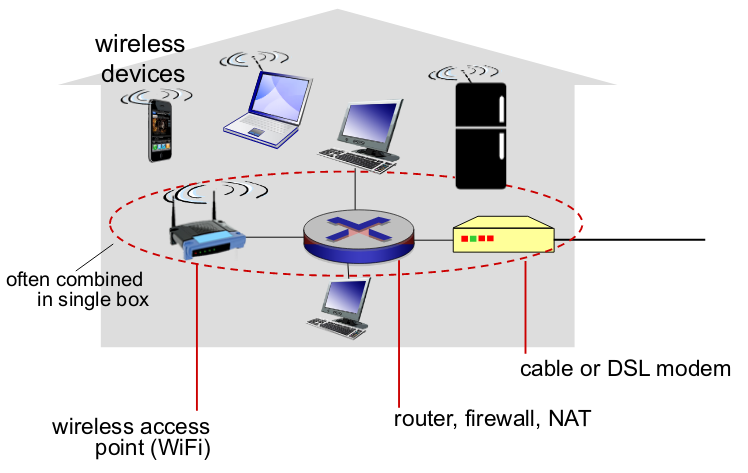 wireless
devices
often combined
in single box
cable or DSL modem
router, firewall, NAT
wireless access
point (WiFi)